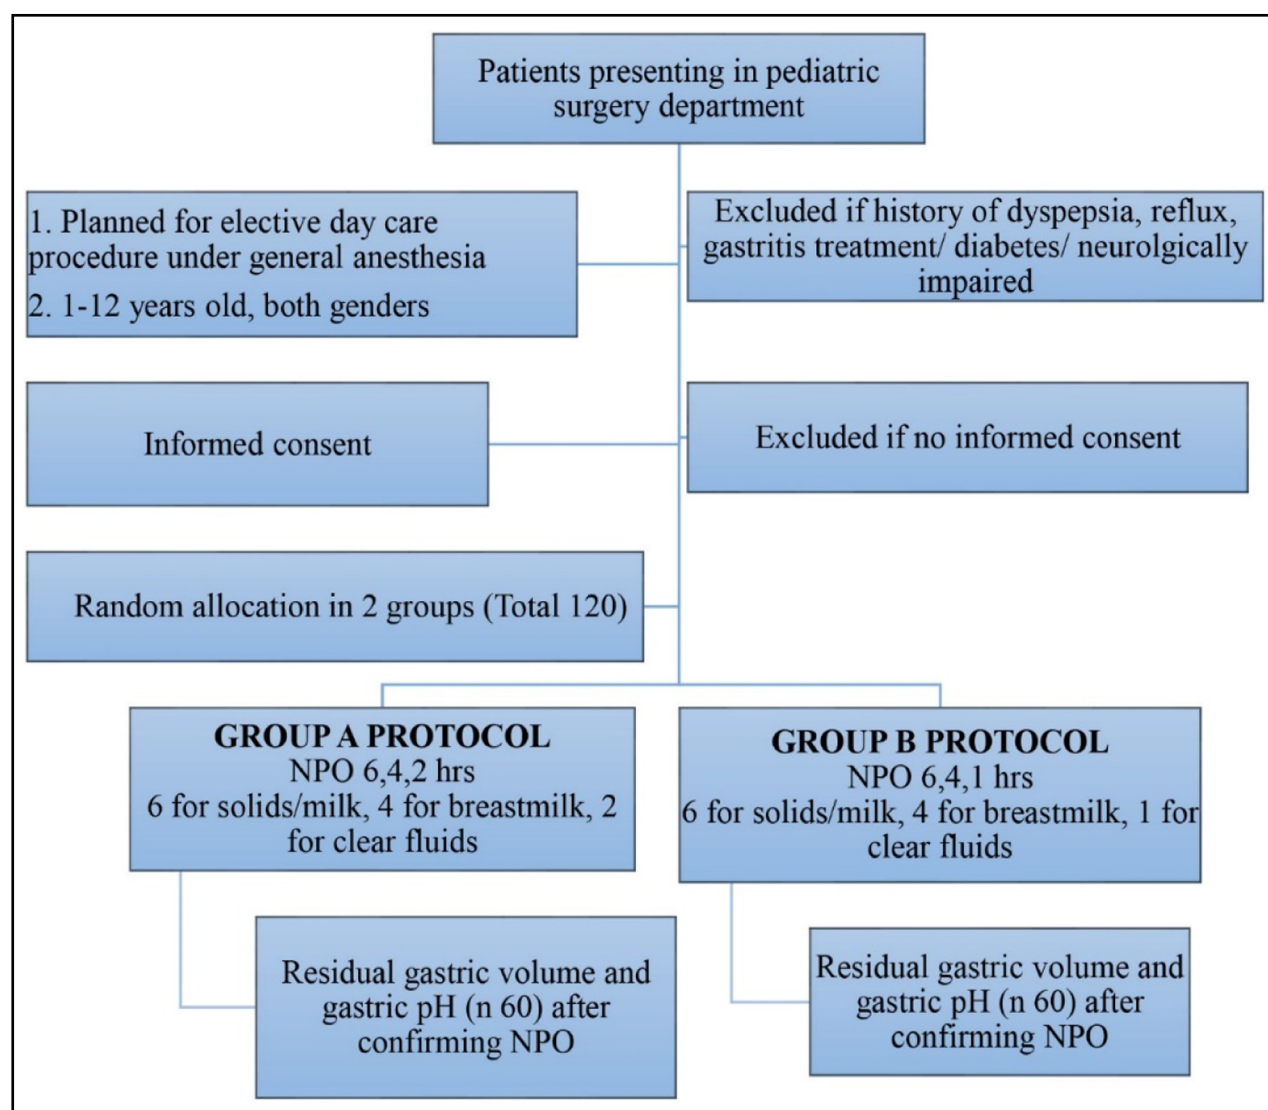 Patients presenting in pediatric
surgery department
1. Planned for elective day care
procedure under general anesthesia
2. 1-12 years old, both genders
Excluded if history of dyspepsia, reflux,
gastritis treatment/ diabetes/ neurolgically
impaired
Informed consent
Excluded if no informed consent
Random allocation in 2 groups (Total 120)
GROUP A PROTOCOL
NPO 6,4,2 hrs
6 for solids/milk, 4 for breastmilk, 2
for clear fluids
GROUP B PROTOCOL
NPO 6,4,1 hrs
6 for solids/milk, 4 for breastmilk, 1 for
clear fluids
Residual gastric volume and
gastric pH (n 60) after
confirming NPO
Residual gastric volume and
gastric pH (n 60) after
confirming NPO